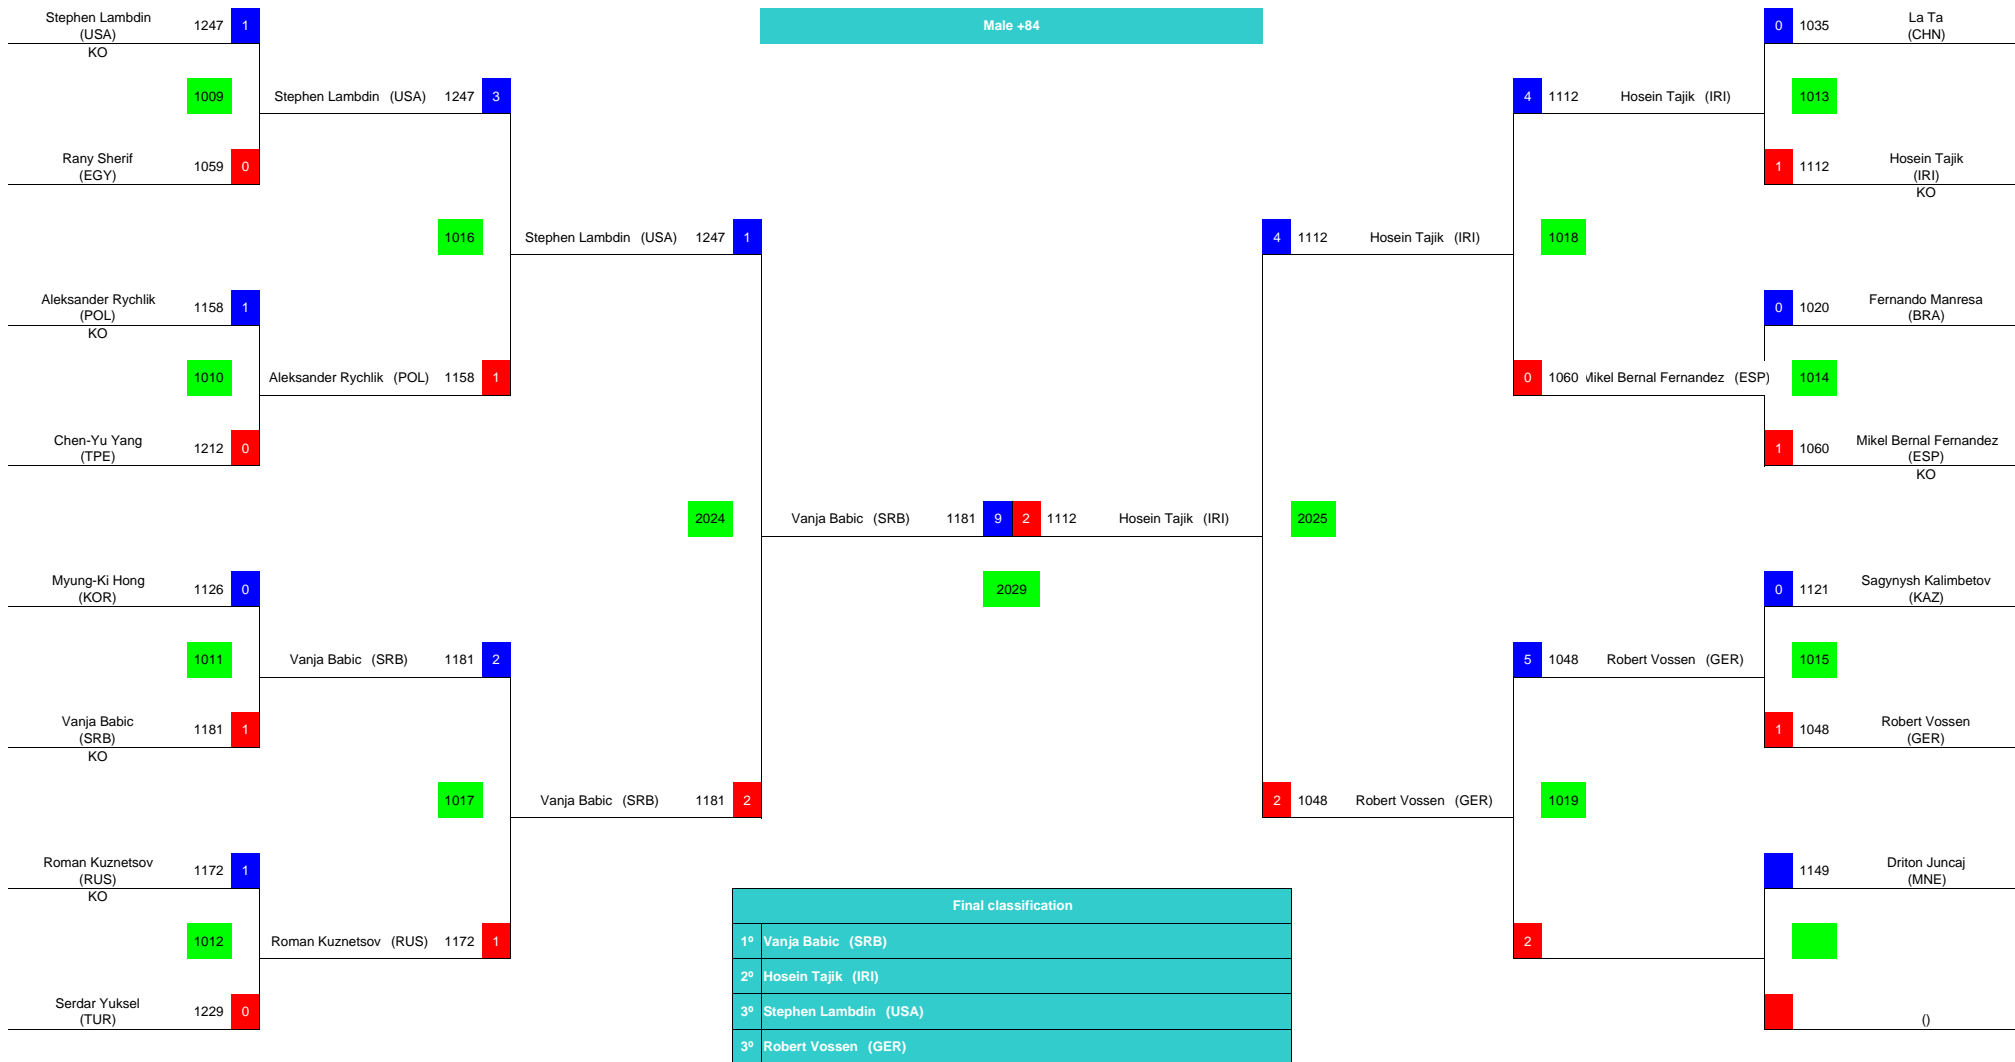 Male +84
Stephen Lambdin
(USA)
1247 1
KO
1009
Rany Sherif
(EGY)
1059 0
Stephen Lambdin (USA) 1247 3
1016
Aleksander Rychlik
(POL)
1158 1
KO
1010
Chen-Yu Yang
(TPE)
1212 0
Aleksander Rychlik (POL) 1158 1
Stephen Lambdin (USA) 1247 1
2024
Myung-Ki Hong
(KOR)
1126 0
1011
Vanja Babic
(SRB)
1181 1
KO
Vanja Babic (SRB) 1181 2
1017
Roman Kuznetsov
(RUS)
1172 1
KO
1012
Serdar Yuksel
(TUR)
1229 0
Roman Kuznetsov (RUS) 1172 1
Vanja Babic (SRB) 1181 2
Vanja Babic (SRB) 1181 9 2 1112 Hosein Tajik (IRI)
2029
0 1035 La Ta
(CHN)
1013
1 1112 Hosein Tajik
(IRI)
KO
4 1112 Hosein Tajik (IRI)
1018
0 1020 Fernando Manresa
(BRA)
1014
1 1060 Mikel Bernal Fernandez
(ESP)
KO
0 1060 Mikel Bernal Fernandez (ESP)
4 1112 Hosein Tajik (IRI)
2025
0 1121 Sagynysh Kalimbetov
(KAZ)
1015
1 1048 Robert Vossen
(GER)
5 1048 Robert Vossen (GER)
1019
1149 Driton Juncaj
(MNE)
()
2
2 1048 Robert Vossen (GER)
Final classification
1º Vanja Babic (SRB)
2º Hosein Tajik (IRI)
3º Stephen Lambdin (USA)
3º Robert Vossen (GER)